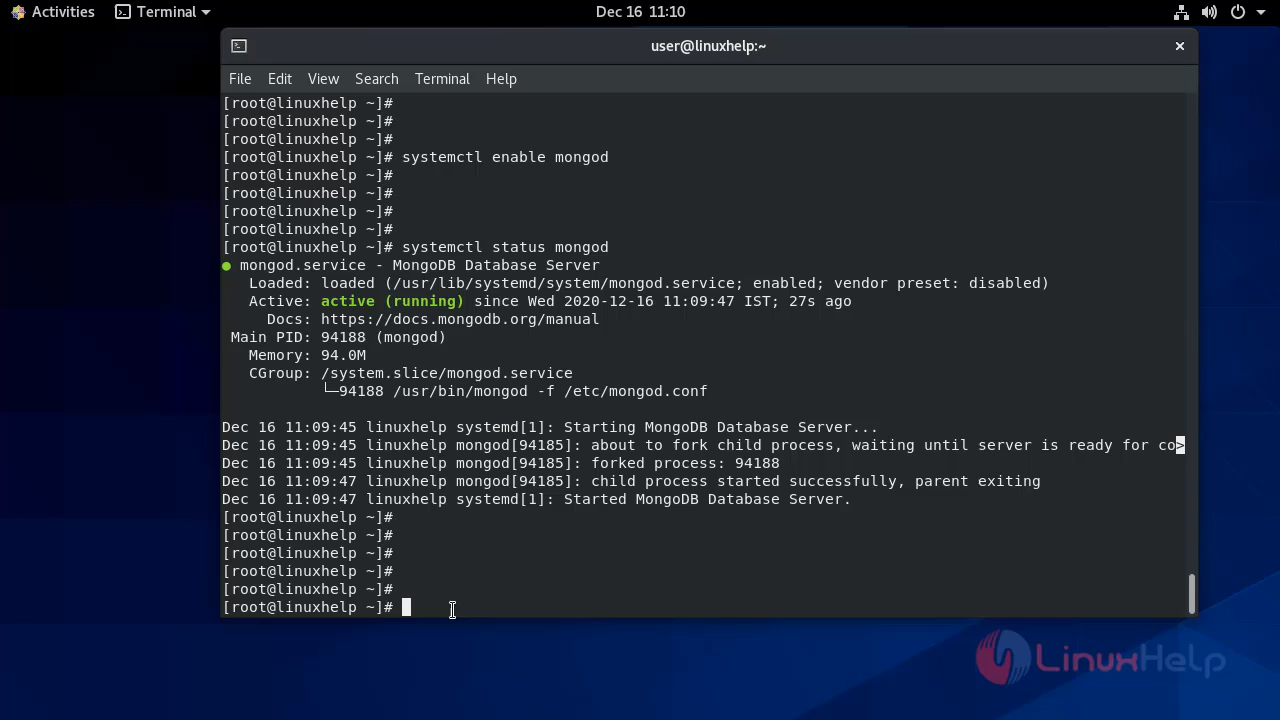 Activities Terminal Dec 16 11:10
user@linuxhelp:~ ×
File Edit View Search Terminal Help
[root@linuxhelp ~]#
[root@linuxhelp ~]#
[root@linuxhelp ~]#
[root@linuxhelp ~]# systemctl enable mongod
[root@linuxhelp ~]#
[root@linuxhelp ~]#
[root@linuxhelp ~]#
[root@linuxhelp ~]#
[root@linuxhelp ~]# systemctl status mongod
● mongod.service - MongoDB Database Server
Loaded: loaded (/usr/lib/systemd/system/mongod.service; enabled; vendor preset: disabled)
Active: active (running) since Wed 2020-12-16 11:09:47 IST; 27s ago
Docs: https://docs.mongodb.org/manual
Main PID: 94188 (mongod)
Memory: 94.0M
CGroup: /system.slice/mongod.service
└─94188 /usr/bin/mongod -f /etc/mongod.conf
Dec 16 11:09:45 linuxhelp systemd[1]: Starting MongoDB Database Server...
Dec 16 11:09:45 linuxhelp mongod[94185]: about to fork child process, waiting until server is ready for co>
Dec 16 11:09:45 linuxhelp mongod[94185]: forked process: 94188
Dec 16 11:09:47 linuxhelp mongod[94185]: child process started successfully, parent exiting
Dec 16 11:09:47 linuxhelp systemd[1]: Started MongoDB Database Server.
[root@linuxhelp ~]#
[root@linuxhelp ~]#
[root@linuxhelp ~]#
[root@linuxhelp ~]#
[root@linuxhelp ~]#
[root@linuxhelp ~]#
LinuxHelp